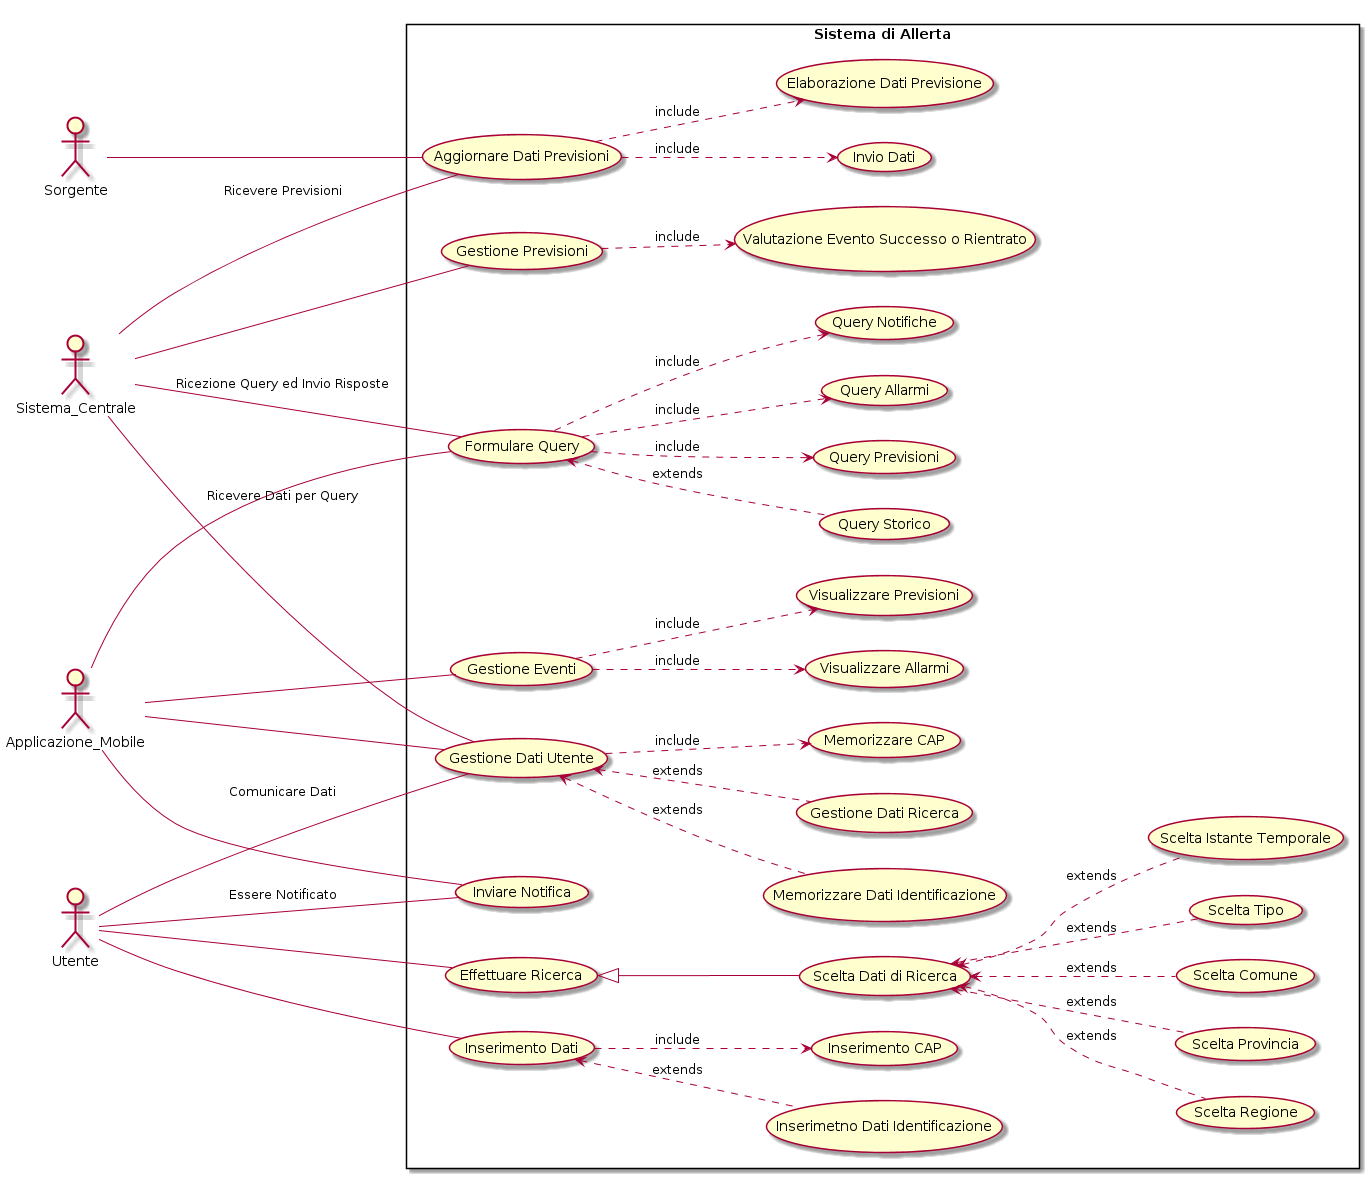 Sistema di Allerta
Elaborazione Dati Previsione
include
Sorgente
Aggiornare Dati Previsioni
include
Invio Dati
Ricevere Previsioni
Gestione Previsioni
include
Valutazione Evento Successo o Rientrato
Sistema_Centrale
Ricezione Query ed Invio Risposte
Formulare Query
include
Query Notifiche
include
Query Allarmi
include
Query Previsioni
extends
Query Storico
Ricevere Dati per Query
Applicazione_Mobile
Gestione Eventi
include
Visualizzare Previsioni
include
Visualizzare Allarmi
Gestione Dati Utente
include
Memorizzare CAP
extends
Gestione Dati Ricerca
extends
Memorizzare Dati Identificazione
Comunicare Dati
Utente
Essere Notificato
Inviare Notifica
Effettuare Ricerca
Scelta Dati di Ricerca
extends
Scelta Istante Temporale
extends
Scelta Tipo
extends
Scelta Comune
extends
Scelta Provincia
extends
Scelta Regione
Inserimento Dati
include
Inserimento CAP
extends
Inserimetno Dati Identificazione